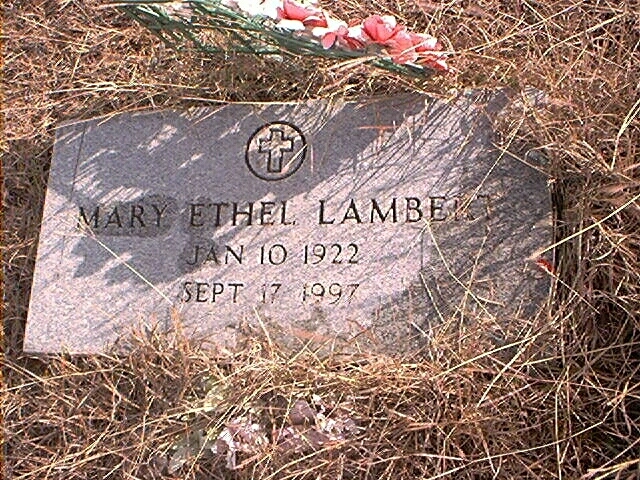 MARY ETHEL LAMBERT
JAN 10 1922
SEPT 17 1997